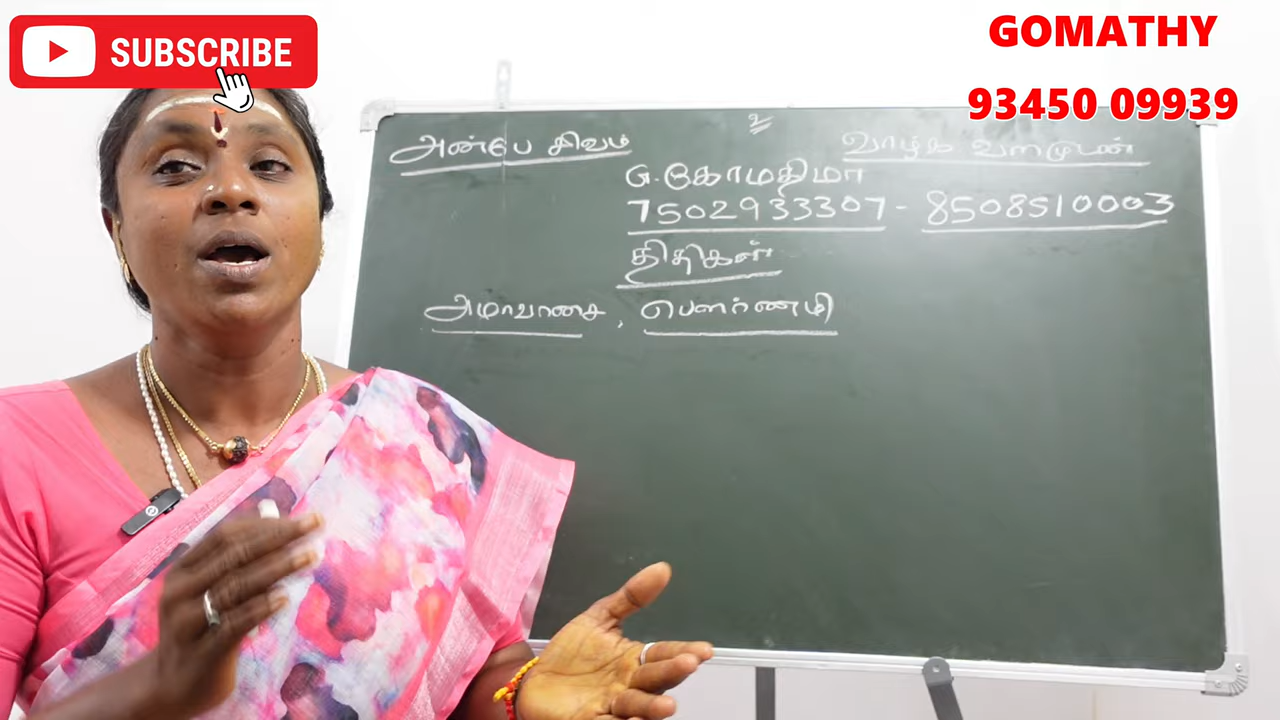 SUBSCRIBE
GOMATHY
93450 09939
உ
அன்பே சிவம் வாழ்க வளமுடன்
G.கோமதிமா
7502933307 - 8508510003
திதிகள்
அமாவாசை, பௌர்ணமி